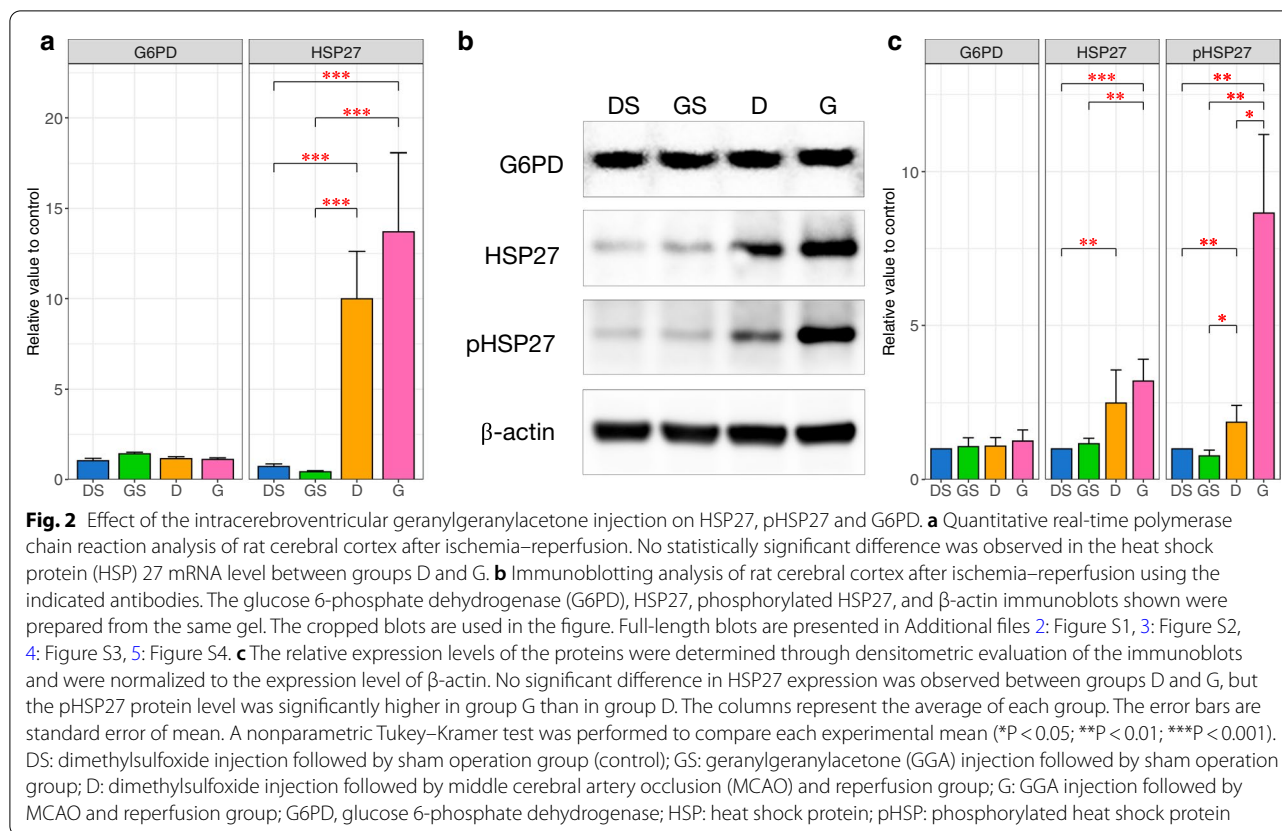 a
G6PD
HSP27
***
***
***
***
Relative value to control
20
15
10
5
0
DS GS D G
DS GS D G
b
DS GS D G
G6PD
HSP27
pHSP27
β-actin
c
G6PD
HSP27
pHSP27
***
**
**
**
**
*
**
*
Relative value to control
10
5
0
DS GS D G
DS GS D G
DS GS D G
Fig. 2 Effect of the intracerebroventricular geranylgeranylacetone injection on HSP27, pHSP27 and G6PD. a Quantitative real-time polymerase
chain reaction analysis of rat cerebral cortex after ischemia–reperfusion. No statistically significant difference was observed in the heat shock
protein (HSP) 27 mRNA level between groups D and G. b Immunoblotting analysis of rat cerebral cortex after ischemia–reperfusion using the
indicated antibodies. The glucose 6-phosphate dehydrogenase (G6PD), HSP27, phosphorylated HSP27, and β-actin immunoblots shown were
prepared from the same gel. The cropped blots are used in the figure. Full-length blots are presented in Additional files 2: Figure S1, 3: Figure S2,
4: Figure S3, 5: Figure S4. c The relative expression levels of the proteins were determined through densitometric evaluation of the immunoblots
and were normalized to the expression level of β-actin. No significant difference in HSP27 expression was observed between groups D and G, but
the pHSP27 protein level was significantly higher in group G than in group D. The columns represent the average of each group. The error bars are
standard error of mean. A nonparametric Tukey–Kramer test was performed to compare each experimental mean (*P < 0.05; **P < 0.01; ***P < 0.001).
DS: dimethylsulfoxide injection followed by sham operation group (control); GS: geranylgeranylacetone (GGA) injection followed by sham operation
group; D: dimethylsulfoxide injection followed by middle cerebral artery occlusion (MCAO) and reperfusion group; G: GGA injection followed by
MCAO and reperfusion group; G6PD, glucose 6-phosphate dehydrogenase; HSP: heat shock protein; pHSP: phosphorylated heat shock protein